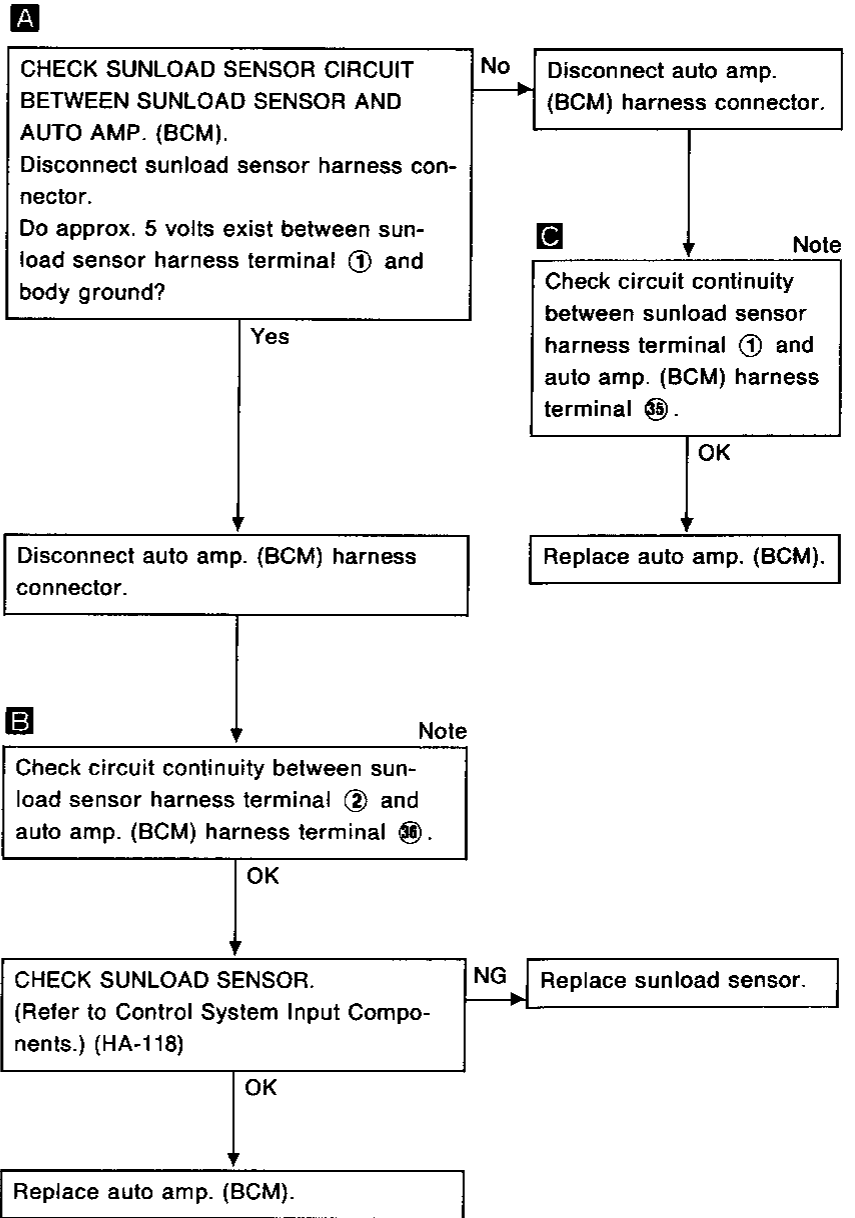 A
CHECK SUNLOAD SENSOR CIRCUIT
BETWEEN SUNLOAD SENSOR AND
AUTO AMP. (BCM).
Disconnect sunload sensor harness con-
nector.
Do approx. 5 volts exist between sun-
load sensor harness terminal ① and
body ground?
No
Disconnect auto amp.
(BCM) harness connector.
C
Note
Check circuit continuity
between sunload sensor
harness terminal ① and
auto amp. (BCM) harness
terminal ㉟.
OK
Replace auto amp. (BCM).
Yes
Disconnect auto amp. (BCM) harness
connector.
B
Note
Check circuit continuity between sun-
load sensor harness terminal ② and
auto amp. (BCM) harness terminal ㊱.
OK
CHECK SUNLOAD SENSOR.
(Refer to Control System Input Compo-
nents.) (HA-118)
NG
Replace sunload sensor.
OK
Replace auto amp. (BCM).